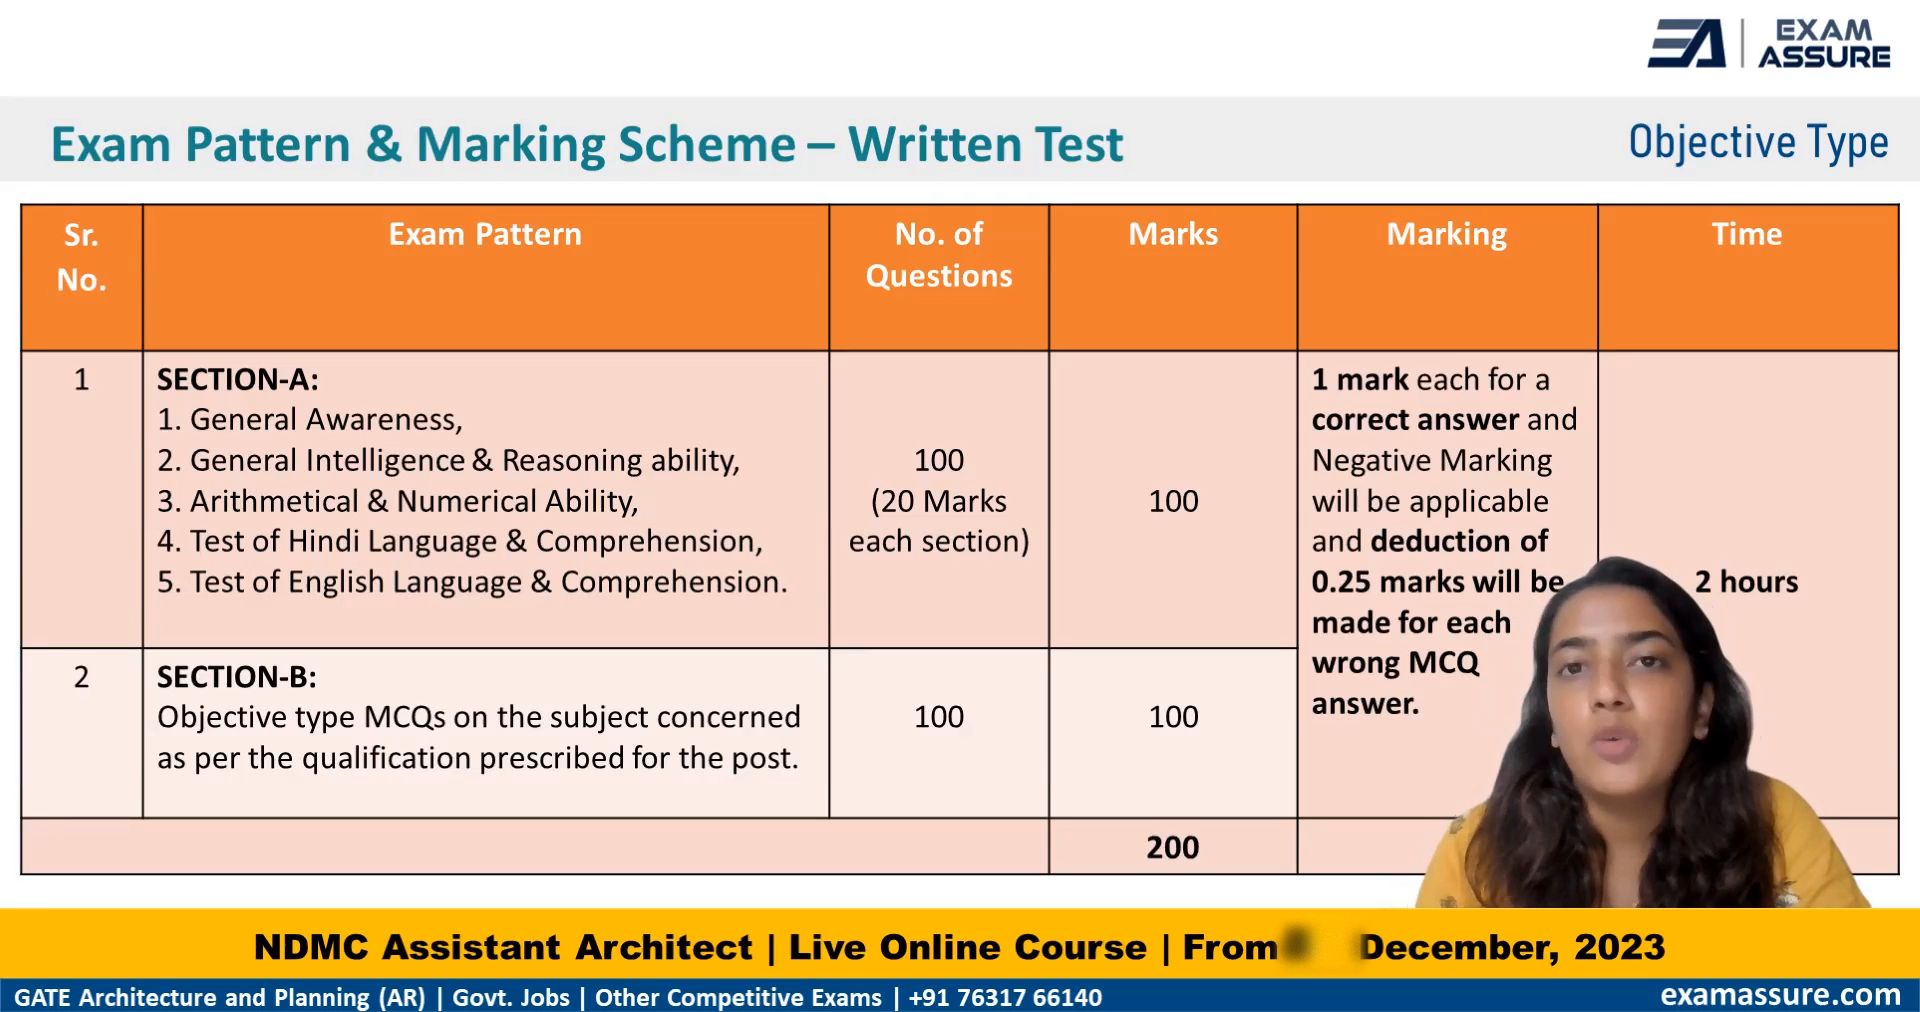 EXAM
ASSURE
Exam Pattern & Marking Scheme – Written Test
Objective Type
Sr.
No.
Exam Pattern
No. of
Questions
Marks
Marking
Time
1
SECTION-A:
1. General Awareness,
2. General Intelligence & Reasoning ability,
3. Arithmetical & Numerical Ability,
4. Test of Hindi Language & Comprehension,
5. Test of English Language & Comprehension.
100
(20 Marks
each section)
100
1 mark each for a
correct answer and
Negative Marking
will be applicable
and deduction of
0.25 marks will be
made for each
wrong MCQ
answer.
2 hours
2
SECTION-B:
Objective type MCQs on the subject concerned
as per the qualification prescribed for the post.
100
100
200
NDMC Assistant Architect | Live Online Course | From December, 2023
GATE Architecture and Planning (AR) | Govt. Jobs | Other Competitive Exams | +91 76317 66140
examassure.com